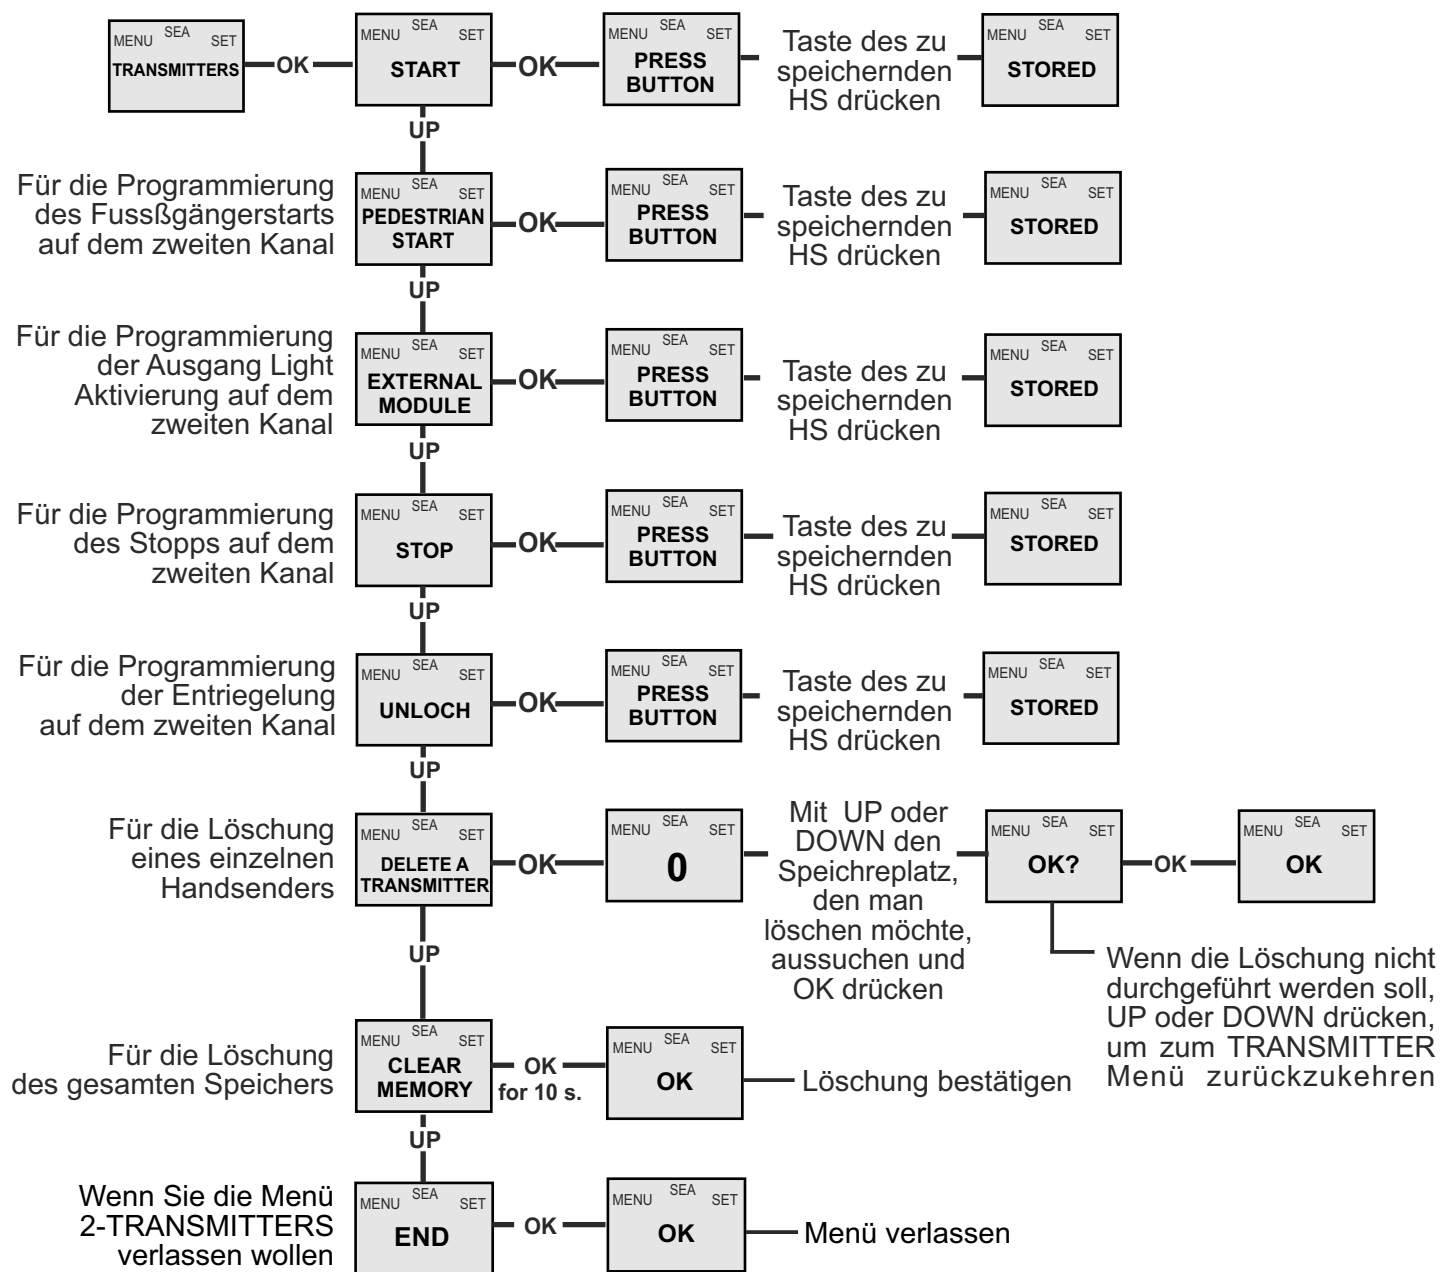 MENU SEA SET
TRANSMITTERS
OK
MENU SEA SET
START
OK
MENU SEA SET
PRESS
BUTTON
Taste des zu
speichernden
HS drücken
MENU SEA SET
STORED
UP
Für die Programmierung
des Fussßgängerstarts
auf dem zweiten Kanal
MENU SEA SET
PEDESTRIAN
START
OK
MENU SEA SET
PRESS
BUTTON
Taste des zu
speichernden
HS drücken
MENU SEA SET
STORED
UP
Für die Programmierung
der Ausgang Light
Aktivierung auf dem
zweiten Kanal
MENU SEA SET
EXTERNAL
MODULE
OK
MENU SEA SET
PRESS
BUTTON
Taste des zu
speichernden
HS drücken
MENU SEA SET
STORED
UP
Für die Programmierung
des Stopps auf dem
zweiten Kanal
MENU SEA SET
STOP
OK
MENU SEA SET
PRESS
BUTTON
Taste des zu
speichernden
HS drücken
MENU SEA SET
STORED
UP
Für die Programmierung
der Entriegelung
auf dem zweiten Kanal
MENU SEA SET
UNLOCH
OK
MENU SEA SET
PRESS
BUTTON
Taste des zu
speichernden
HS drücken
MENU SEA SET
STORED
UP
Für die Löschung
eines einzelnen
Handsenders
MENU SEA SET
DELETE A
TRANSMITTER
OK
MENU SEA SET
0
Mit UP oder
DOWN den
Speichreplatz,
den man
löschen möchte,
aussuchen und
OK drücken
MENU SEA SET
OK?
OK
MENU SEA SET
OK
Wenn die Löschung nicht
durchgeführt werden soll,
UP oder DOWN drücken,
um zum TRANSMITTER
Menü zurückzukehren
UP
Für die Löschung
des gesamten Speichers
MENU SEA SET
CLEAR
MEMORY
OK
for 10 s.
MENU SEA SET
OK
Löschung bestätigen
UP
Wenn Sie die Menü
2-TRANSMITTERS
verlassen wollen
MENU SEA SET
END
OK
MENU SEA SET
OK
Menü verlassen